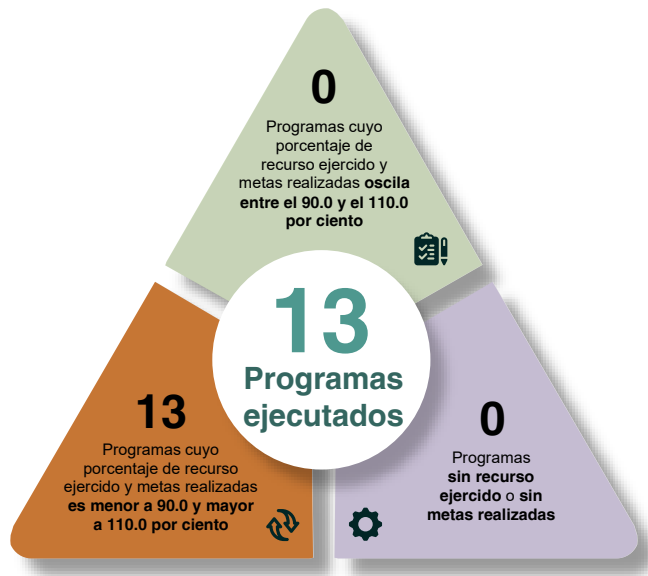 0
Programas cuyo
porcentaje de
recurso ejercido y
metas realizadas oscila
entre el 90.0 y el 110.0
por ciento
13
Programas
ejecutados
13
Programas cuyo
porcentaje de recurso
ejercido y metas realizadas
es menor a 90.0 y mayor
a 110.0 por ciento
0
Programas
sin recurso
ejercido o sin
metas realizadas